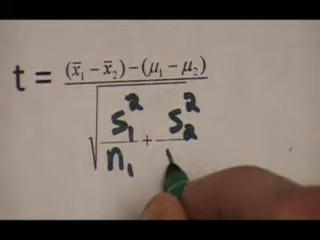 t = (x̄₁ − x̄₂) − (μ₁ − μ₂)
s₁² s₂²
n₁ +